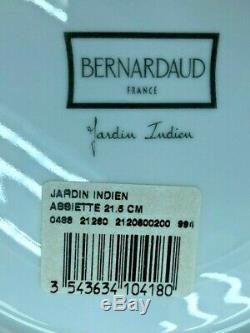 BERNARDAUD
FRANCE
Jardin Indien
JARDIN INDIEN
ASSIETTE 21.5 CM
0488 21260 2120600200 994
3 543634 104180